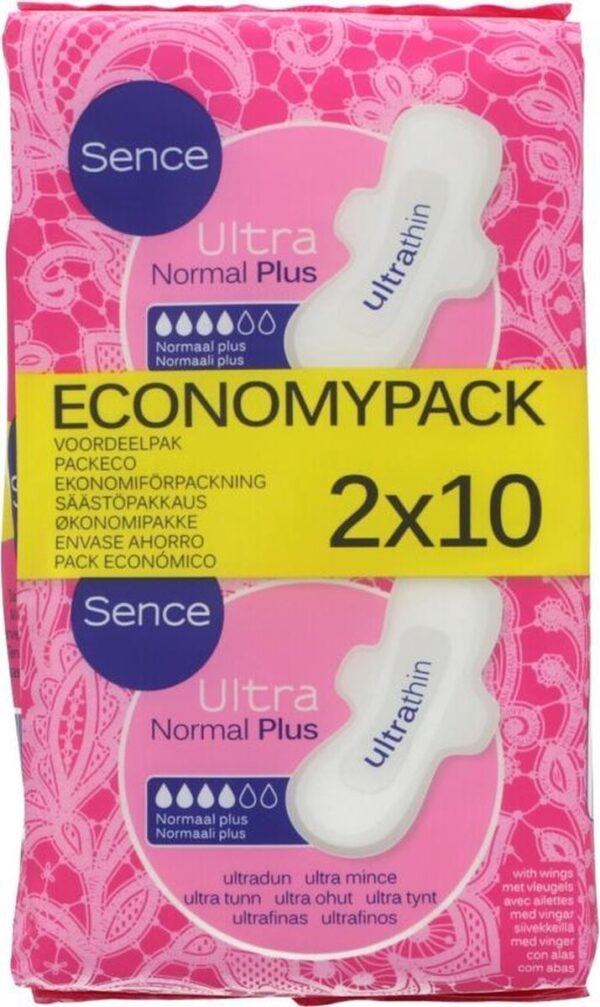 Sence
Ultra
Normal Plus
ultrathin
Normaal plus
Normaali plus
ECONOMYPACK
VOORDEELPAK
PACKECO
EKONOMIFÖRPACKNING
SÄÄSTÖPAKKAUS
ØKONOMIPAKKE
ENVASE AHORRO
PACK ECONÓMICO
2x10
Sence
Ultra
Normal Plus
ultrathin
Normaal plus
Normaali plus
ultradun ultra mince
ultra tunn ultra ohut ultra tynt
ultrafinas ultrafinos
with wings
met vleugels
avec ailettes
med vingar
siivekkeillä
med vinger
con alas
com abas